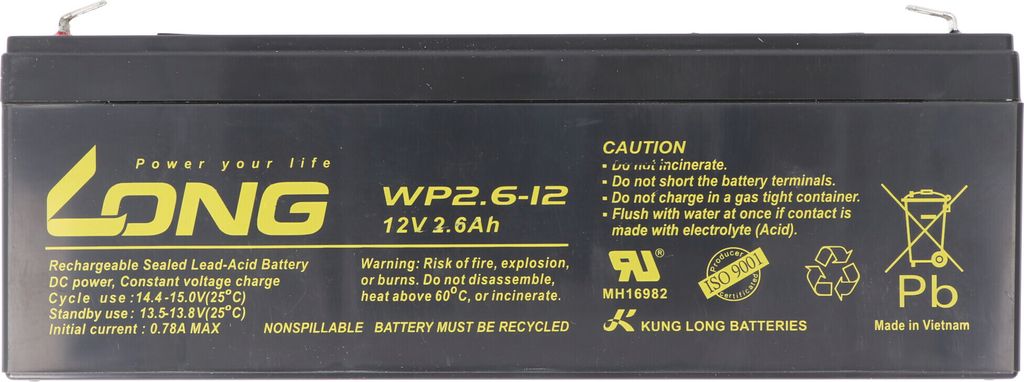 Power your life
LONG
WP2.6-12
12V 2.6Ah
Rechargeable Sealed Lead-Acid Battery
DC power, Constant voltage charge
Cycle use : 14.4-15.0V(25°C)
Standby use : 13.5-13.8V(25°C)
Initial current : 0.78A MAX
Warning: Risk of fire, explosion,
or burns. Do not disassemble,
heat above 60°C, or incinerate.
NONSPILLABLE BATTERY MUST BE RECYCLED
CAUTION
▪ Do not incinerate.
▪ Do not short the battery terminals.
▪ Do not charge in a gas tight container.
▪ Flush with water at once if contact is
made with electrolyte (Acid).
RU®
MH16982
Producer
ISO 9001
Certificated
KUNG LONG BATTERIES
Pb
Made in Vietnam